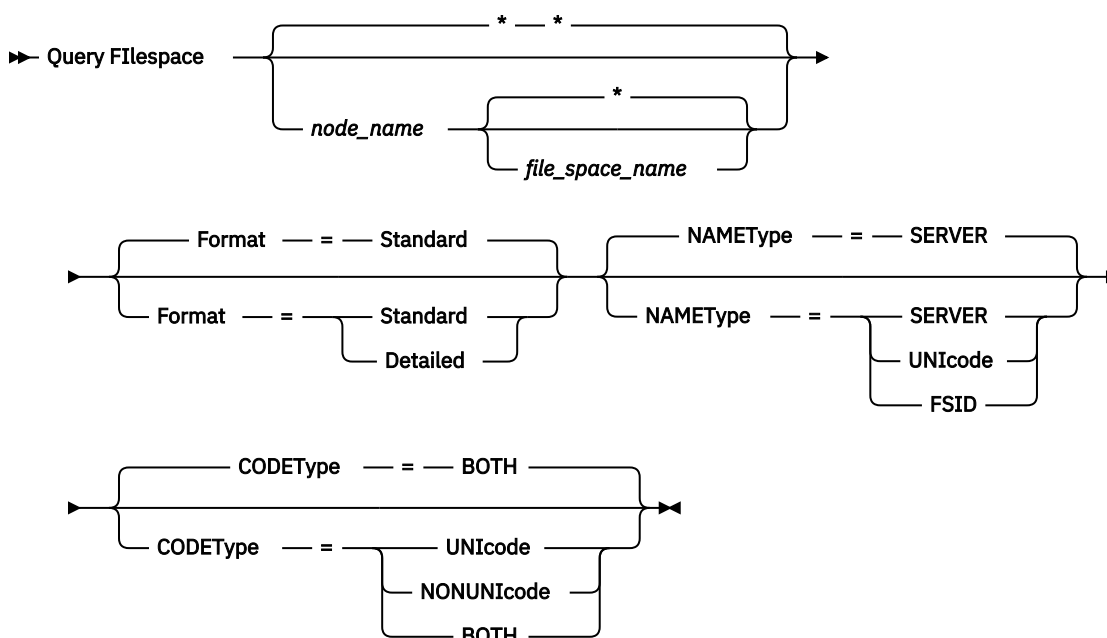 * *
Query FIlespace
*
node_name
file_space_name
Format = Standard
NAMEType = SERVER
Format = Standard
NAMEType = SERVER
Detailed
UNIcode
FSID
CODEType = BOTH
CODEType = UNIcode
NONUNIcode
BOTH